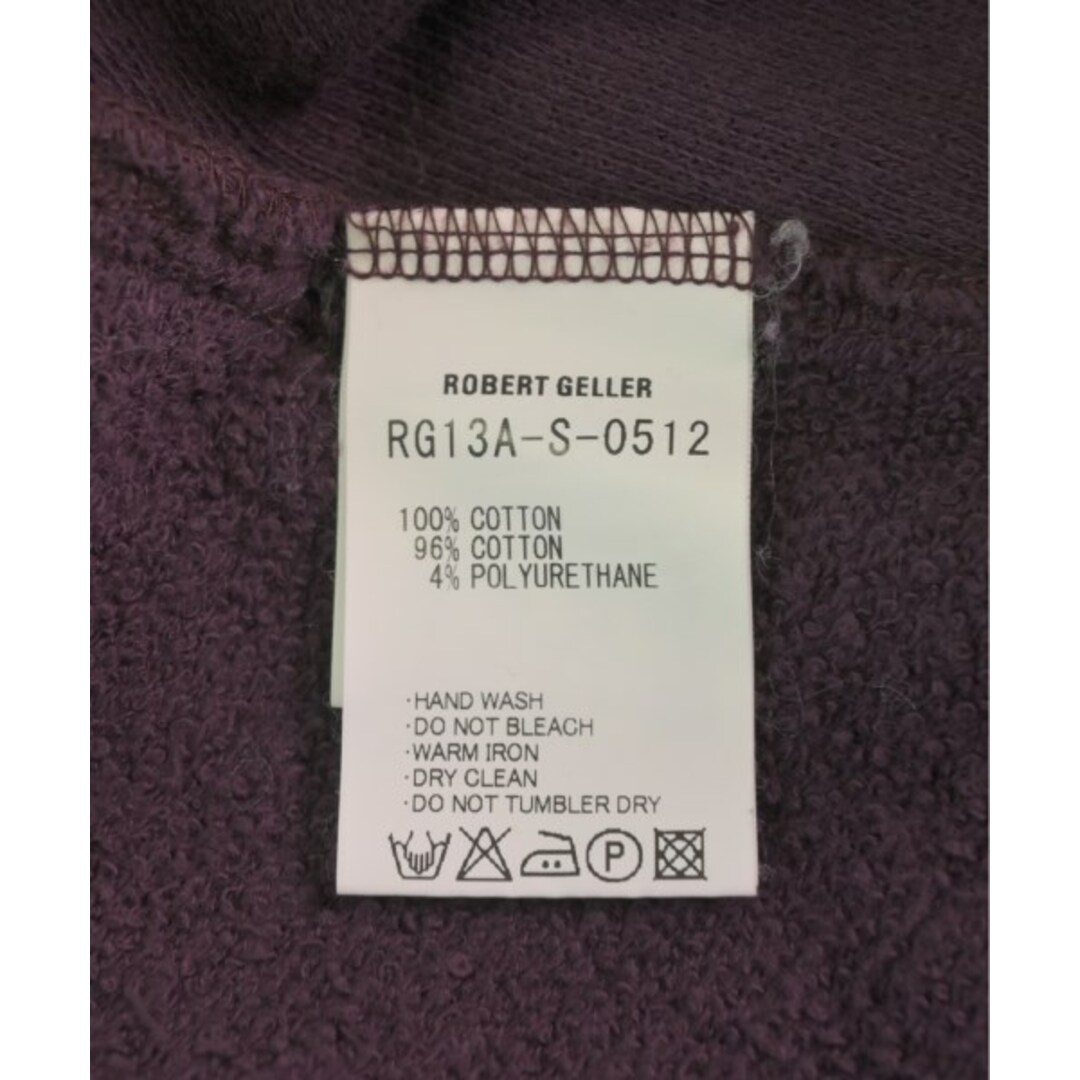 ROBERT GELLER
RG13A-S-0512
100% COTTON
96% COTTON
4% POLYURETHANE
·HAND WASH
·DO NOT BLEACH
·WARM IRON
·DRY CLEAN
·DO NOT TUMBLER DRY
P